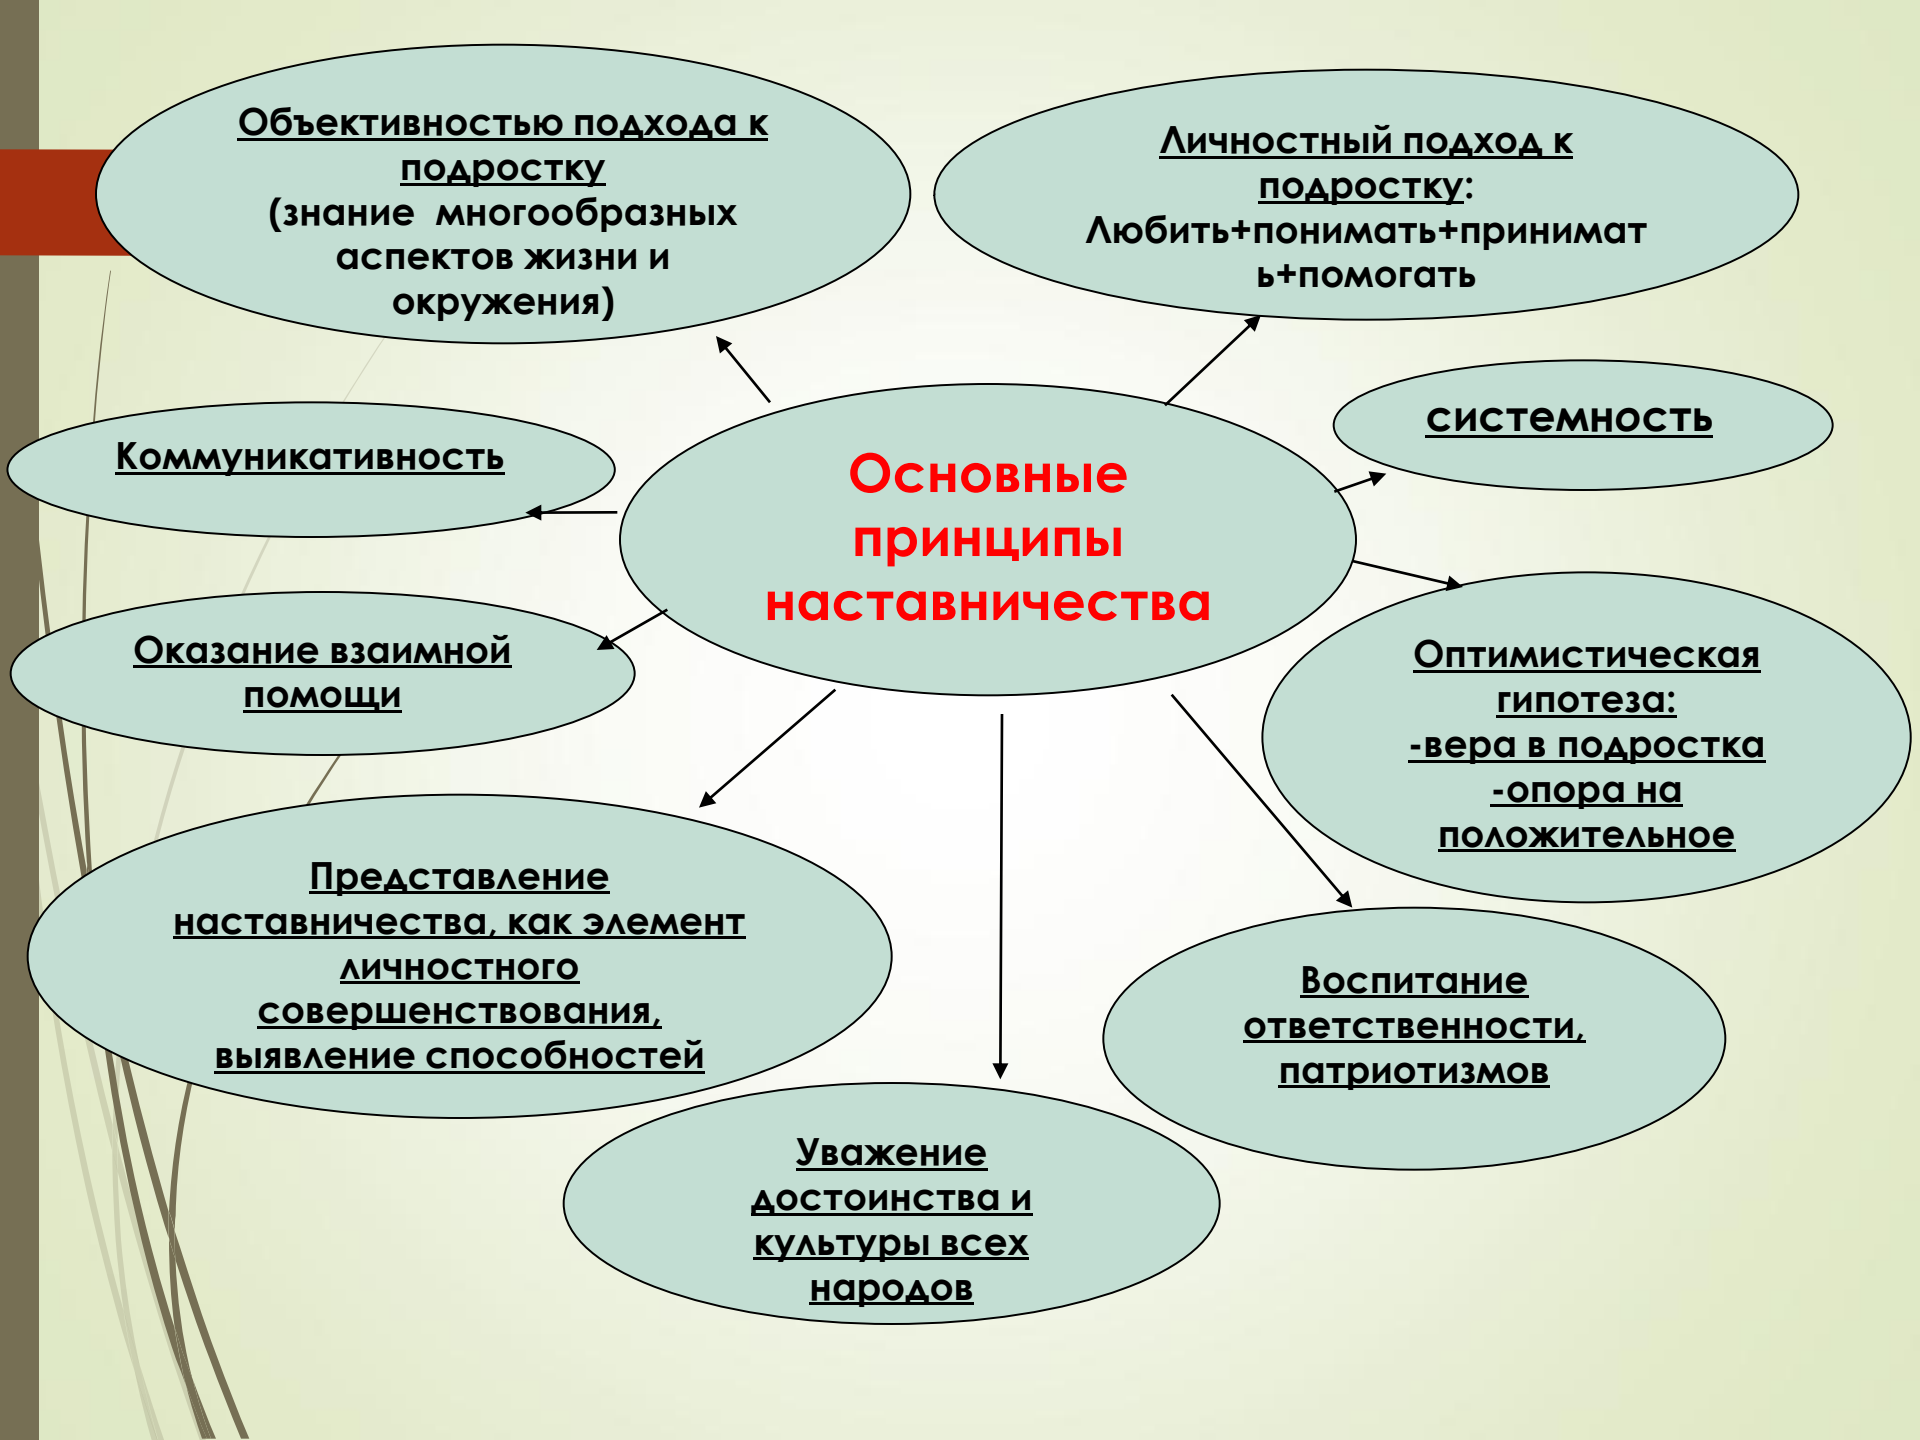 Объективностью подхода к
подростку
(знание многообразных
аспектов жизни и
окружения)
Личностный подход к
подростку:
Любить+понимать+принимат
ь+помогать
системность
Коммуникативность
Основные
принципы
наставничества
Оказание взаимной
помощи
Оптимистическая
гипотеза:
-вера в подростка
-опора на
положительное
Представление
наставничества, как элемент
личностного
совершенствования,
выявление способностей
Воспитание
ответственности,
патриотизмов
Уважение
достоинства и
культуры всех
народов